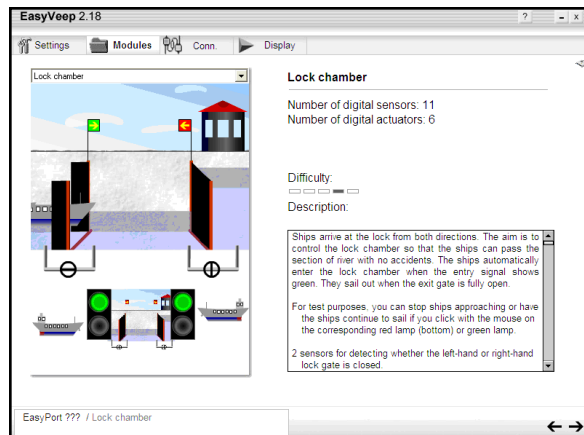 EasyVeep 2.18
? - x
Settings Modules Conn. Display
Lock chamber
Lock chamber
Number of digital sensors: 11
Number of digital actuators: 6
Difficulty:
Description:
Ships arrive at the lock from both directions. The aim is to
control the lock chamber so that the ships can pass the
section of river with no accidents. The ships automatically
enter the lock chamber when the entry signal shows
green. They sail out when the exit gate is fully open.
For test purposes, you can stop ships approaching or have
the ships continue to sail if you click with the mouse on
the corresponding red lamp (bottom) or green lamp.
2 sensors for detecting whether the left-hand or right-hand
lock gate is closed.
EasyPort ??? / Lock chamber